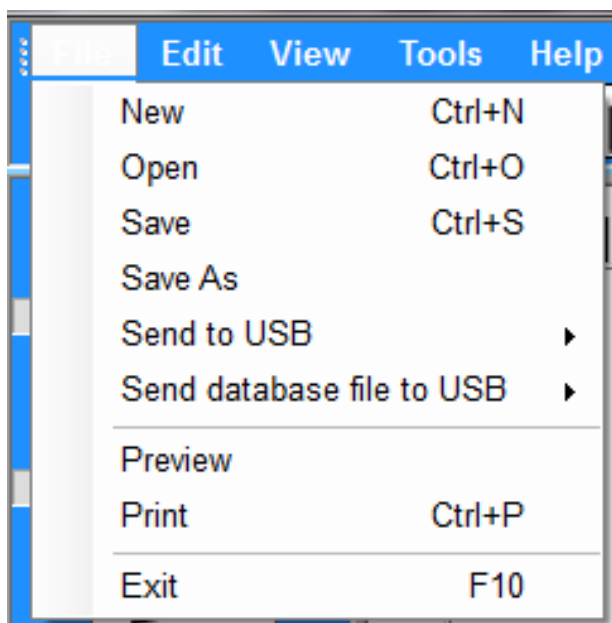 File Edit View Tools Help
New Ctrl+N
Open Ctrl+O
Save Ctrl+S
Save As
Send to USB
Send database file to USB
Preview
Print Ctrl+P
Exit F10